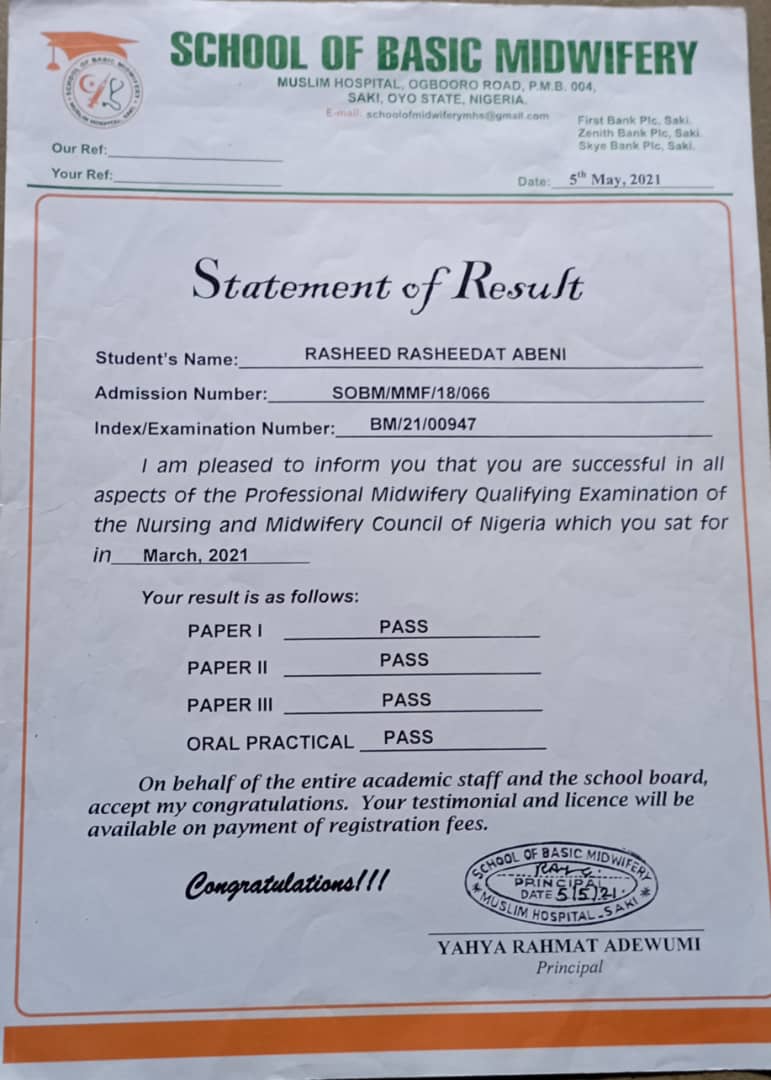 SCHOOL OF BASIC MIDWIFERY
MUSLIM HOSPITAL, OGBOORO ROAD, P.M.B. 004,
SAKI, OYO STATE, NIGERIA.
E-mail: schoolofmidwiferymhs@gmail.com
First Bank Plc, Saki.
Zenith Bank Plc, Saki.
Skye Bank Plc, Saki.
SCHOOL OF BASIC MIDWIFERY
MUSLIM HOSPITAL, SAKI
Our Ref:
Your Ref:
Date: 5th May, 2021
Statement of Result
Student's Name: RASHEED RASHEEDAT ABENI
Admission Number: SOBM/MMF/18/066
Index/Examination Number: BM/21/00947
I am pleased to inform you that you are successful in all
aspects of the Professional Midwifery Qualifying Examination of
the Nursing and Midwifery Council of Nigeria which you sat for
in March, 2021
Your result is as follows:
PAPER I PASS
PAPER II PASS
PAPER III PASS
ORAL PRACTICAL PASS
On behalf of the entire academic staff and the school board,
accept my congratulations. Your testimonial and licence will be
available on payment of registration fees.
Congratulations!!!
SCHOOL OF BASIC MIDWIFERY
PRINCIPAL
DATE 5/5/21
MUSLIM HOSPITAL - SAKI
YAHYA RAHMAT ADEWUMI
Principal